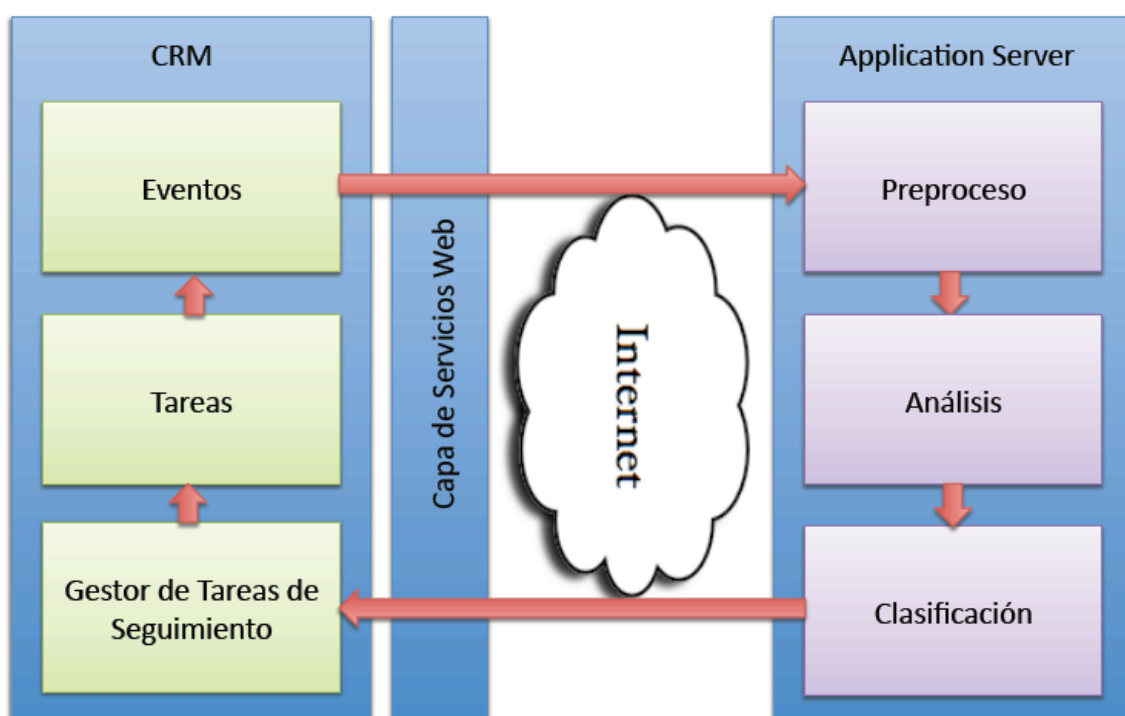 CRM
Eventos
Tareas
Gestor de Tareas de
Seguimiento
Capa de Servicios Web
Internet
Application Server
Preproceso
Análisis
Clasificación